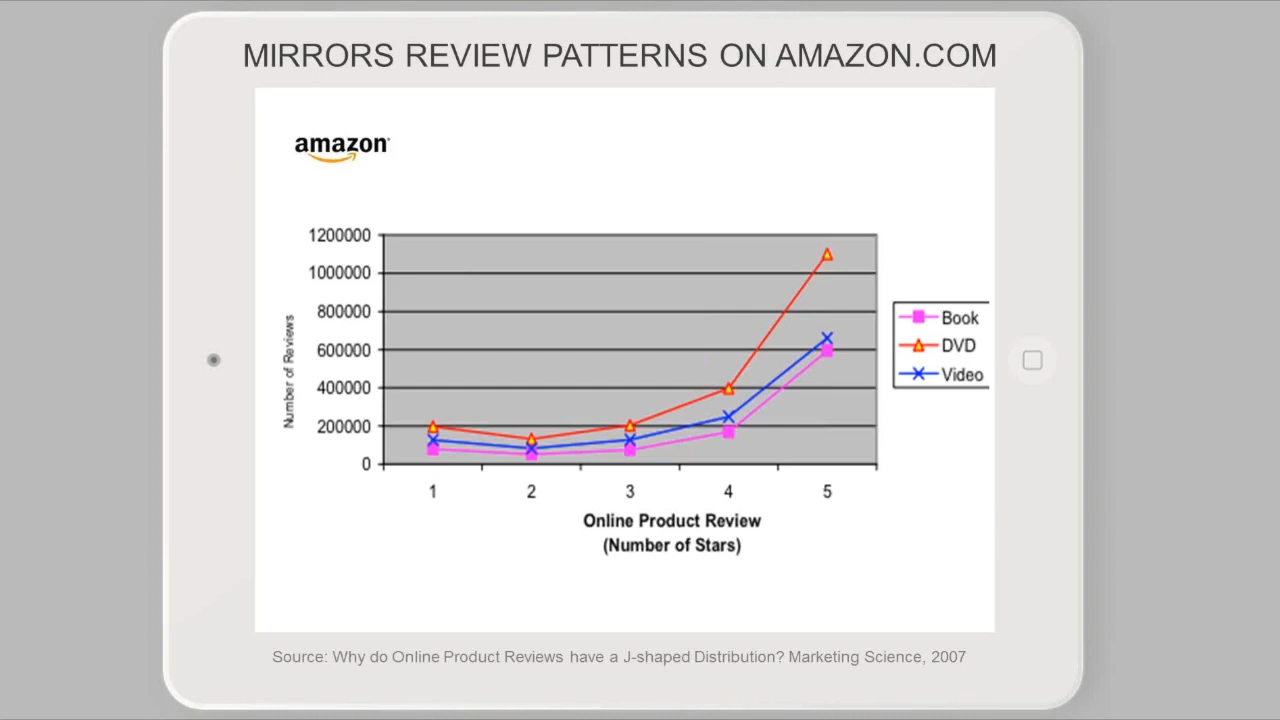 MIRRORS REVIEW PATTERNS ON AMAZON.COM
amazon
1200000
1000000
800000
600000
400000
200000
0
Number of Reviews
1 2 3 4 5
Online Product Review
(Number of Stars)
Book
DVD
Video
Source: Why do Online Product Reviews have a J-shaped Distribution? Marketing Science, 2007